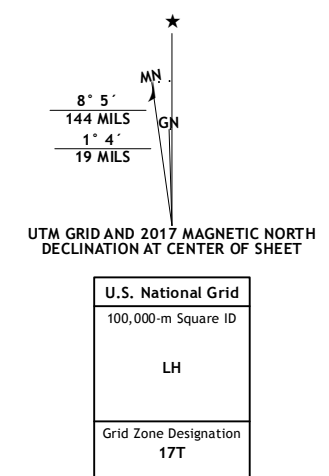 MN
8° 5´
144 MILS
GN
1° 4´
19 MILS
UTM GRID AND 2017 MAGNETIC NORTH
DECLINATION AT CENTER OF SHEET
U.S. National Grid
100,000-m Square ID
LH
Grid Zone Designation
17T